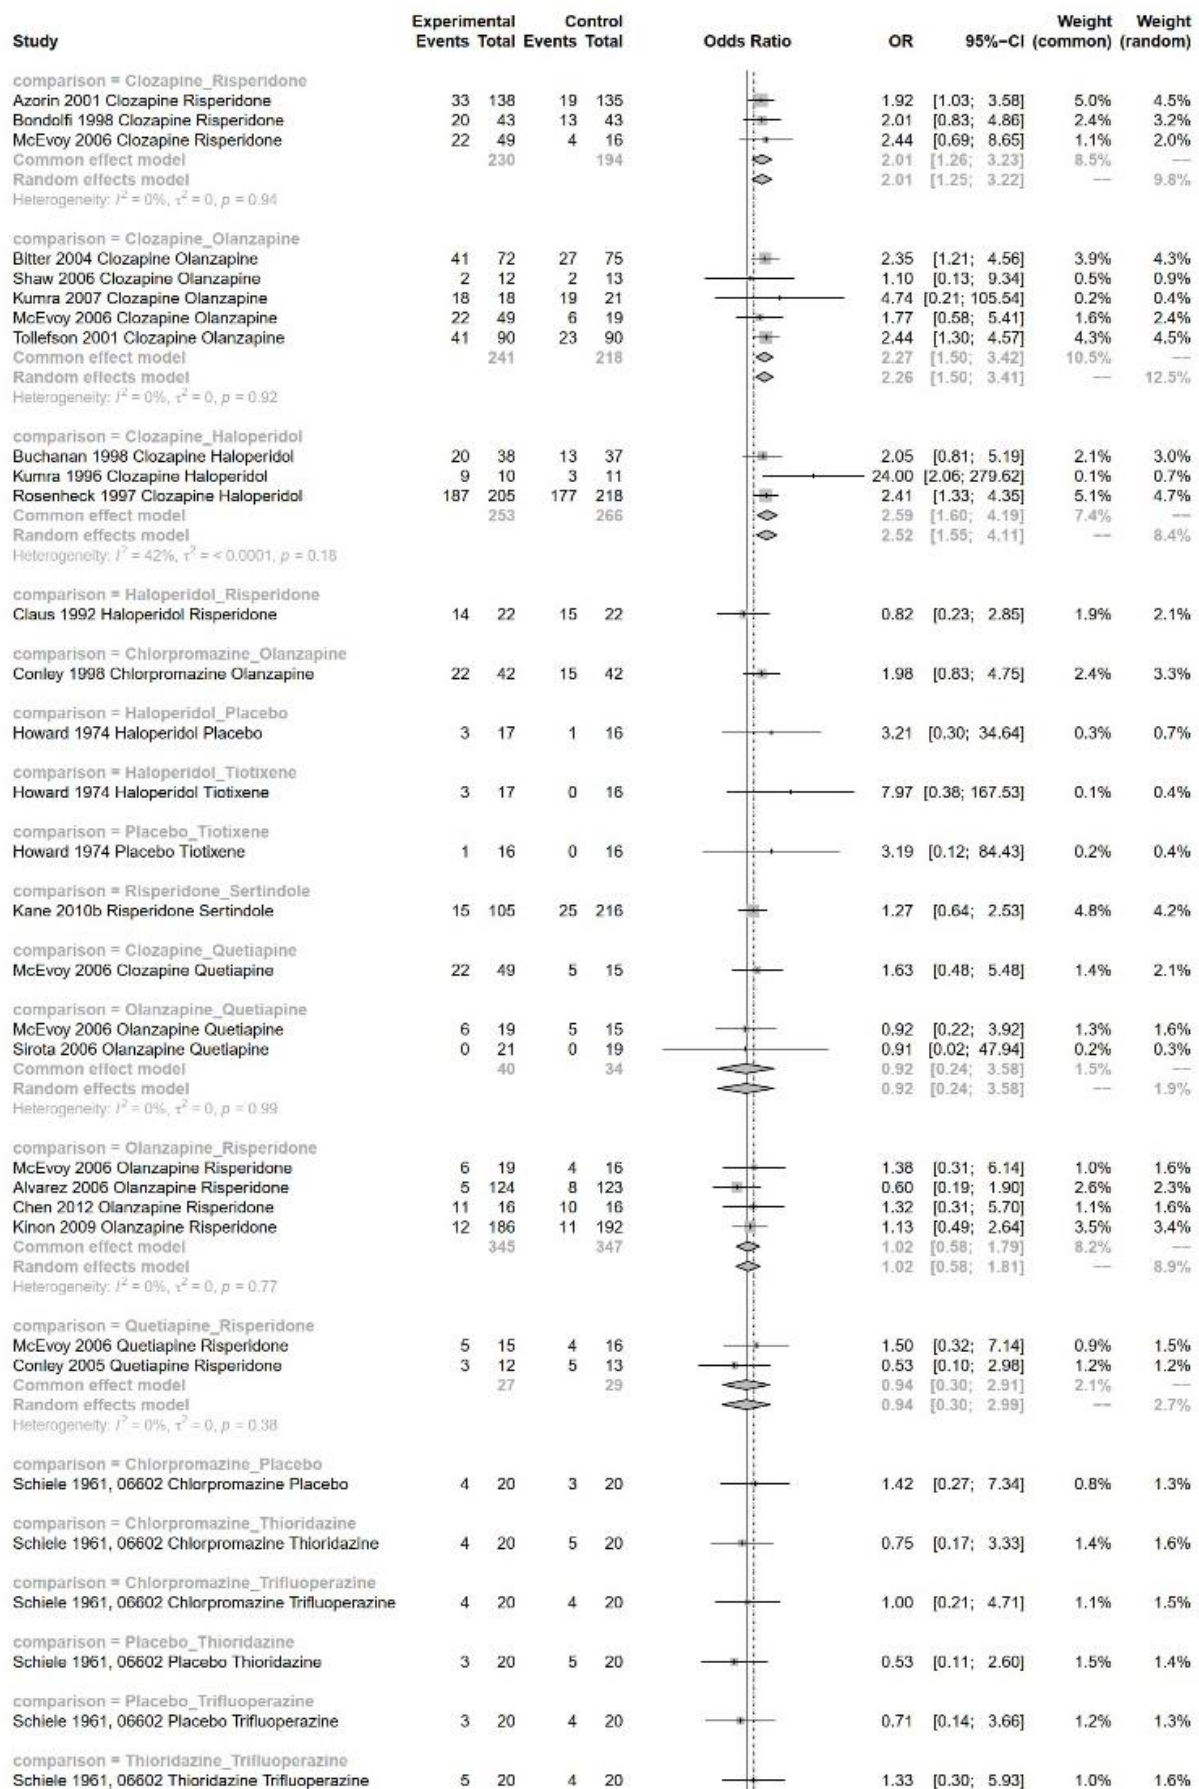 Experimental Control Weight Weight
Study Events Total Events Total Odds Ratio OR 95%−CI (common) (random)
comparison = Clozapine_Risperidone
Azorin 2001 Clozapine Risperidone 33 138 19 135 1.92 [1.03; 3.58] 5.0% 4.5%
Bondolfi 1998 Clozapine Risperidone 20 43 13 43 2.01 [0.83; 4.86] 2.4% 3.2%
McEvoy 2006 Clozapine Risperidone 22 49 4 16 2.44 [0.69; 8.65] 1.1% 2.0%
Common effect model 230 194 2.01 [1.26; 3.23] 8.5% −−
Random effects model 2.01 [1.25; 3.22] −− 9.8%
Heterogeneity: I² = 0%, τ² = 0, p = 0.94
comparison = Clozapine_Olanzapine
Bitter 2004 Clozapine Olanzapine 41 72 27 75 2.35 [1.21; 4.56] 3.9% 4.3%
Shaw 2006 Clozapine Olanzapine 2 12 2 13 1.10 [0.13; 9.34] 0.5% 0.9%
Kumra 2007 Clozapine Olanzapine 18 18 19 21 4.74 [0.21; 105.54] 0.2% 0.4%
McEvoy 2006 Clozapine Olanzapine 22 49 6 19 1.77 [0.58; 5.41] 1.6% 2.4%
Tollefson 2001 Clozapine Olanzapine 41 90 23 90 2.44 [1.30; 4.57] 4.3% 4.5%
Common effect model 241 218 2.27 [1.50; 3.42] 10.5% −−
Random effects model 2.26 [1.50; 3.41] −− 12.5%
Heterogeneity: I² = 0%, τ² = 0, p = 0.92
comparison = Clozapine_Haloperidol
Buchanan 1998 Clozapine Haloperidol 20 38 13 37 2.05 [0.81; 5.19] 2.1% 3.0%
Kumra 1996 Clozapine Haloperidol 9 10 3 11 24.00 [2.06; 279.62] 0.1% 0.7%
Rosenheck 1997 Clozapine Haloperidol 187 205 177 218 2.41 [1.33; 4.35] 5.1% 4.7%
Common effect model 253 266 2.59 [1.60; 4.19] 7.4% −−
Random effects model 2.52 [1.55; 4.11] −− 8.4%
Heterogeneity: I² = 42%, τ² = < 0.0001, p = 0.18
comparison = Haloperidol_Risperidone
Claus 1992 Haloperidol Risperidone 14 22 15 22 0.82 [0.23; 2.85] 1.9% 2.1%
comparison = Chlorpromazine_Olanzapine
Conley 1998 Chlorpromazine Olanzapine 22 42 15 42 1.98 [0.83; 4.75] 2.4% 3.3%
comparison = Haloperidol_Placebo
Howard 1974 Haloperidol Placebo 3 17 1 16 3.21 [0.30; 34.64] 0.3% 0.7%
comparison = Haloperidol_Tiotixene
Howard 1974 Haloperidol Tiotixene 3 17 0 16 7.97 [0.38; 167.53] 0.1% 0.4%
comparison = Placebo_Tiotixene
Howard 1974 Placebo Tiotixene 1 16 0 16 3.19 [0.12; 84.43] 0.2% 0.4%
comparison = Risperidone_Sertindole
Kane 2010b Risperidone Sertindole 15 105 25 216 1.27 [0.64; 2.53] 4.8% 4.2%
comparison = Clozapine_Quetiapine
McEvoy 2006 Clozapine Quetiapine 22 49 5 15 1.63 [0.48; 5.48] 1.4% 2.1%
comparison = Olanzapine_Quetiapine
McEvoy 2006 Olanzapine Quetiapine 6 19 5 15 0.92 [0.22; 3.92] 1.3% 1.6%
Sirota 2006 Olanzapine Quetiapine 0 21 0 19 0.91 [0.02; 47.94] 0.2% 0.3%
Common effect model 40 34 0.92 [0.24; 3.58] 1.5% −−
Random effects model 0.92 [0.24; 3.58] −− 1.9%
Heterogeneity: I² = 0%, τ² = 0, p = 0.99
comparison = Olanzapine_Risperidone
McEvoy 2006 Olanzapine Risperidone 6 19 4 16 1.38 [0.31; 6.14] 1.0% 1.6%
Alvarez 2006 Olanzapine Risperidone 5 124 8 123 0.60 [0.19; 1.90] 2.6% 2.3%
Chen 2012 Olanzapine Risperidone 11 16 10 16 1.32 [0.31; 5.70] 1.1% 1.6%
Kinon 2009 Olanzapine Risperidone 12 186 11 192 1.13 [0.49; 2.64] 3.5% 3.4%
Common effect model 345 347 1.02 [0.58; 1.79] 8.2% −−
Random effects model 1.02 [0.58; 1.81] −− 8.9%
Heterogeneity: I² = 0%, τ² = 0, p = 0.77
comparison = Quetiapine_Risperidone
McEvoy 2006 Quetiapine Risperidone 5 15 4 16 1.50 [0.32; 7.14] 0.9% 1.5%
Conley 2005 Quetiapine Risperidone 3 12 5 13 0.53 [0.10; 2.98] 1.2% 1.2%
Common effect model 27 29 0.94 [0.30; 2.91] 2.1% −−
Random effects model 0.94 [0.30; 2.99] −− 2.7%
Heterogeneity: I² = 0%, τ² = 0, p = 0.38
comparison = Chlorpromazine_Placebo
Schiele 1961, 06602 Chlorpromazine Placebo 4 20 3 20 1.42 [0.27; 7.34] 0.8% 1.3%
comparison = Chlorpromazine_Thioridazine
Schiele 1961, 06602 Chlorpromazine Thioridazine 4 20 5 20 0.75 [0.17; 3.33] 1.4% 1.6%
comparison = Chlorpromazine_Trifluoperazine
Schiele 1961, 06602 Chlorpromazine Trifluoperazine 4 20 4 20 1.00 [0.21; 4.71] 1.1% 1.5%
comparison = Placebo_Thioridazine
Schiele 1961, 06602 Placebo Thioridazine 3 20 5 20 0.53 [0.11; 2.60] 1.5% 1.4%
comparison = Placebo_Trifluoperazine
Schiele 1961, 06602 Placebo Trifluoperazine 3 20 4 20 0.71 [0.14; 3.66] 1.2% 1.3%
comparison = Thioridazine_Trifluoperazine
Schiele 1961, 06602 Thioridazine Trifluoperazine 5 20 4 20 1.33 [0.30; 5.93] 1.0% 1.6%